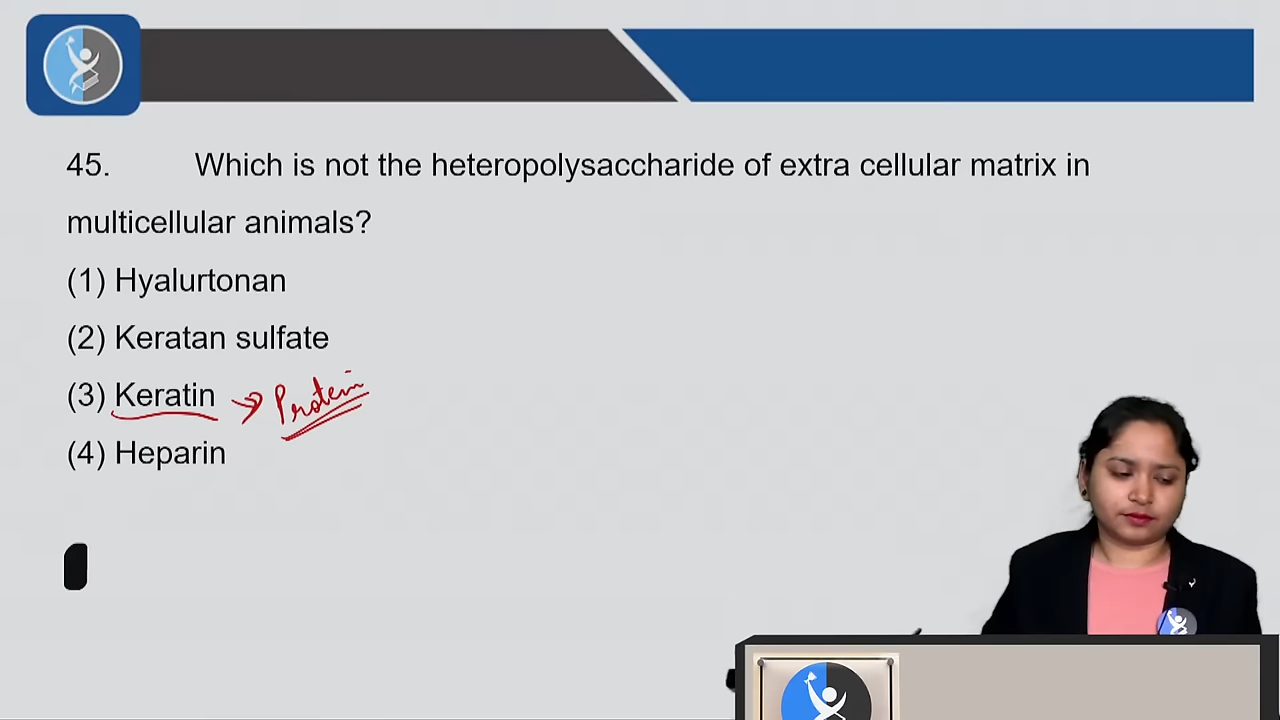 45. Which is not the heteropolysaccharide of extra cellular matrix in
multicellular animals?
(1) Hyalurtonan
(2) Keratan sulfate
(3) Keratin → Protein
(4) Heparin